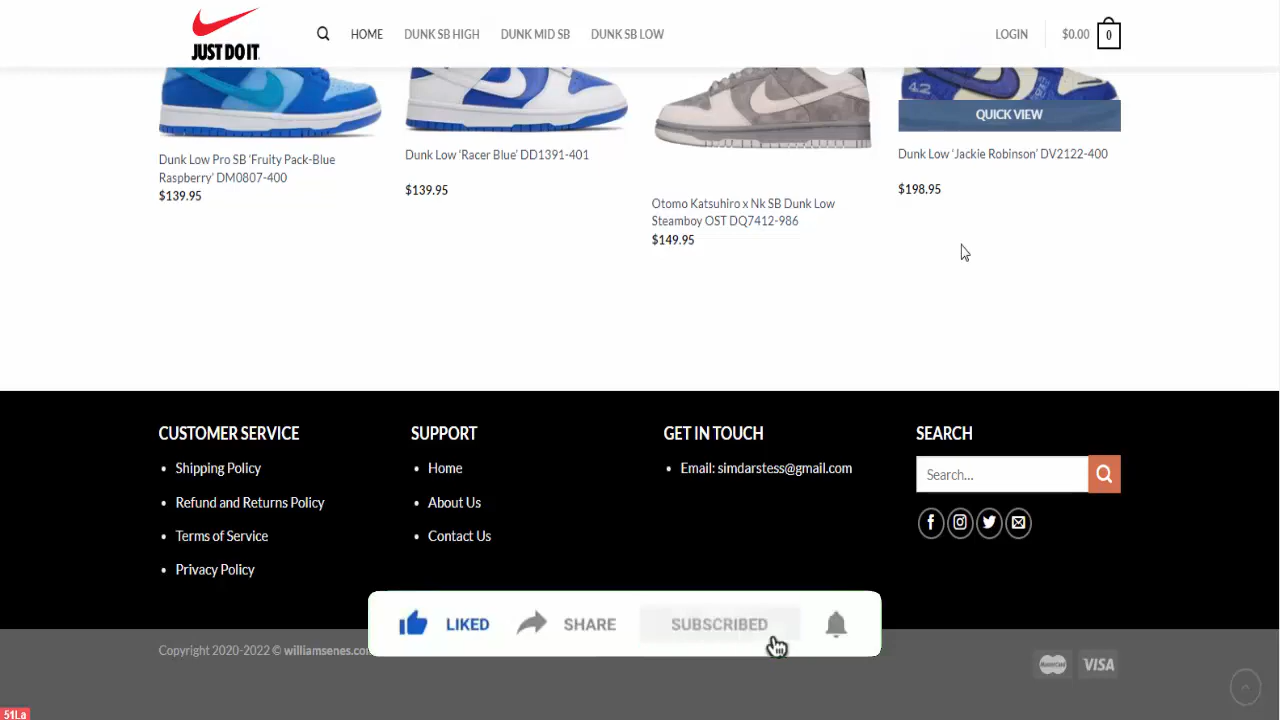 JUST DO IT.
HOME
DUNK SB HIGH
DUNK MID SB
DUNK SB LOW
LOGIN
$0.00
0
4.2
QUICK VIEW
Dunk Low Pro SB 'Fruity Pack-Blue
Raspberry' DM0807-400
$139.95
Dunk Low 'Racer Blue' DD1391-401
$139.95
Otomo Katsuhiro x Nk SB Dunk Low
Steamboy OST DQ7412-986
$149.95
Dunk Low 'Jackie Robinson' DV2122-400
$198.95
CUSTOMER SERVICE
Shipping Policy
Refund and Returns Policy
Terms of Service
Privacy Policy
SUPPORT
Home
About Us
Contact Us
GET IN TOUCH
Email: simdarstess@gmail.com
SEARCH
Search...
LIKED
SHARE
SUBSCRIBED
Copyright 2020-2022 © williamsenes.com
MasterCard
VISA
51La